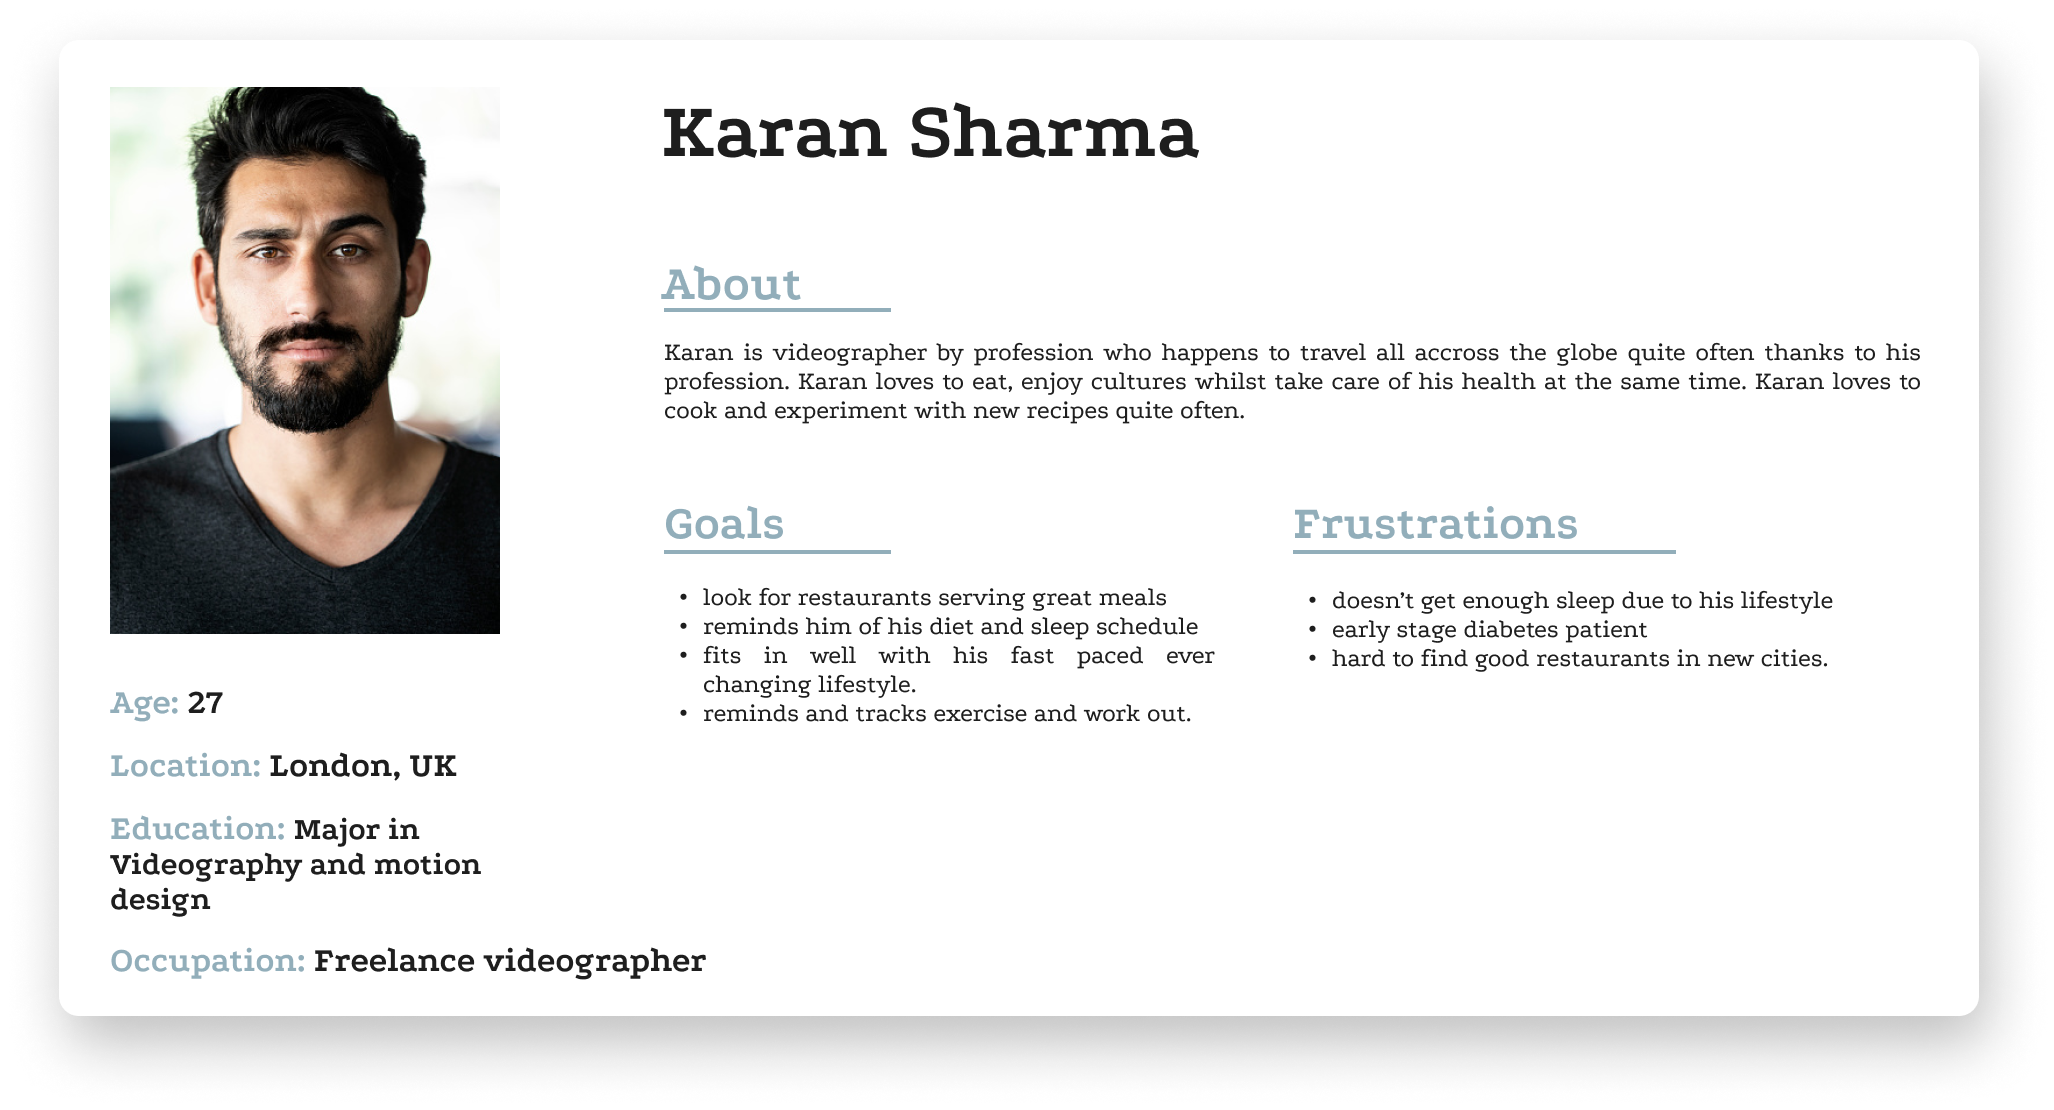 Karan Sharma
About
Karan is videographer by profession who happens to travel all accross the globe quite often thanks to his
profession. Karan loves to eat, enjoy cultures whilst take care of his health at the same time. Karan loves to
cook and experiment with new recipes quite often.
Goals
• look for restaurants serving great meals
• reminds him of his diet and sleep schedule
• fits in well with his fast paced ever
changing lifestyle.
• reminds and tracks exercise and work out.
Frustrations
• doesn’t get enough sleep due to his lifestyle
• early stage diabetes patient
• hard to find good restaurants in new cities.
Age: 27
Location: London, UK
Education: Major in
Videography and motion
design
Occupation: Freelance videographer